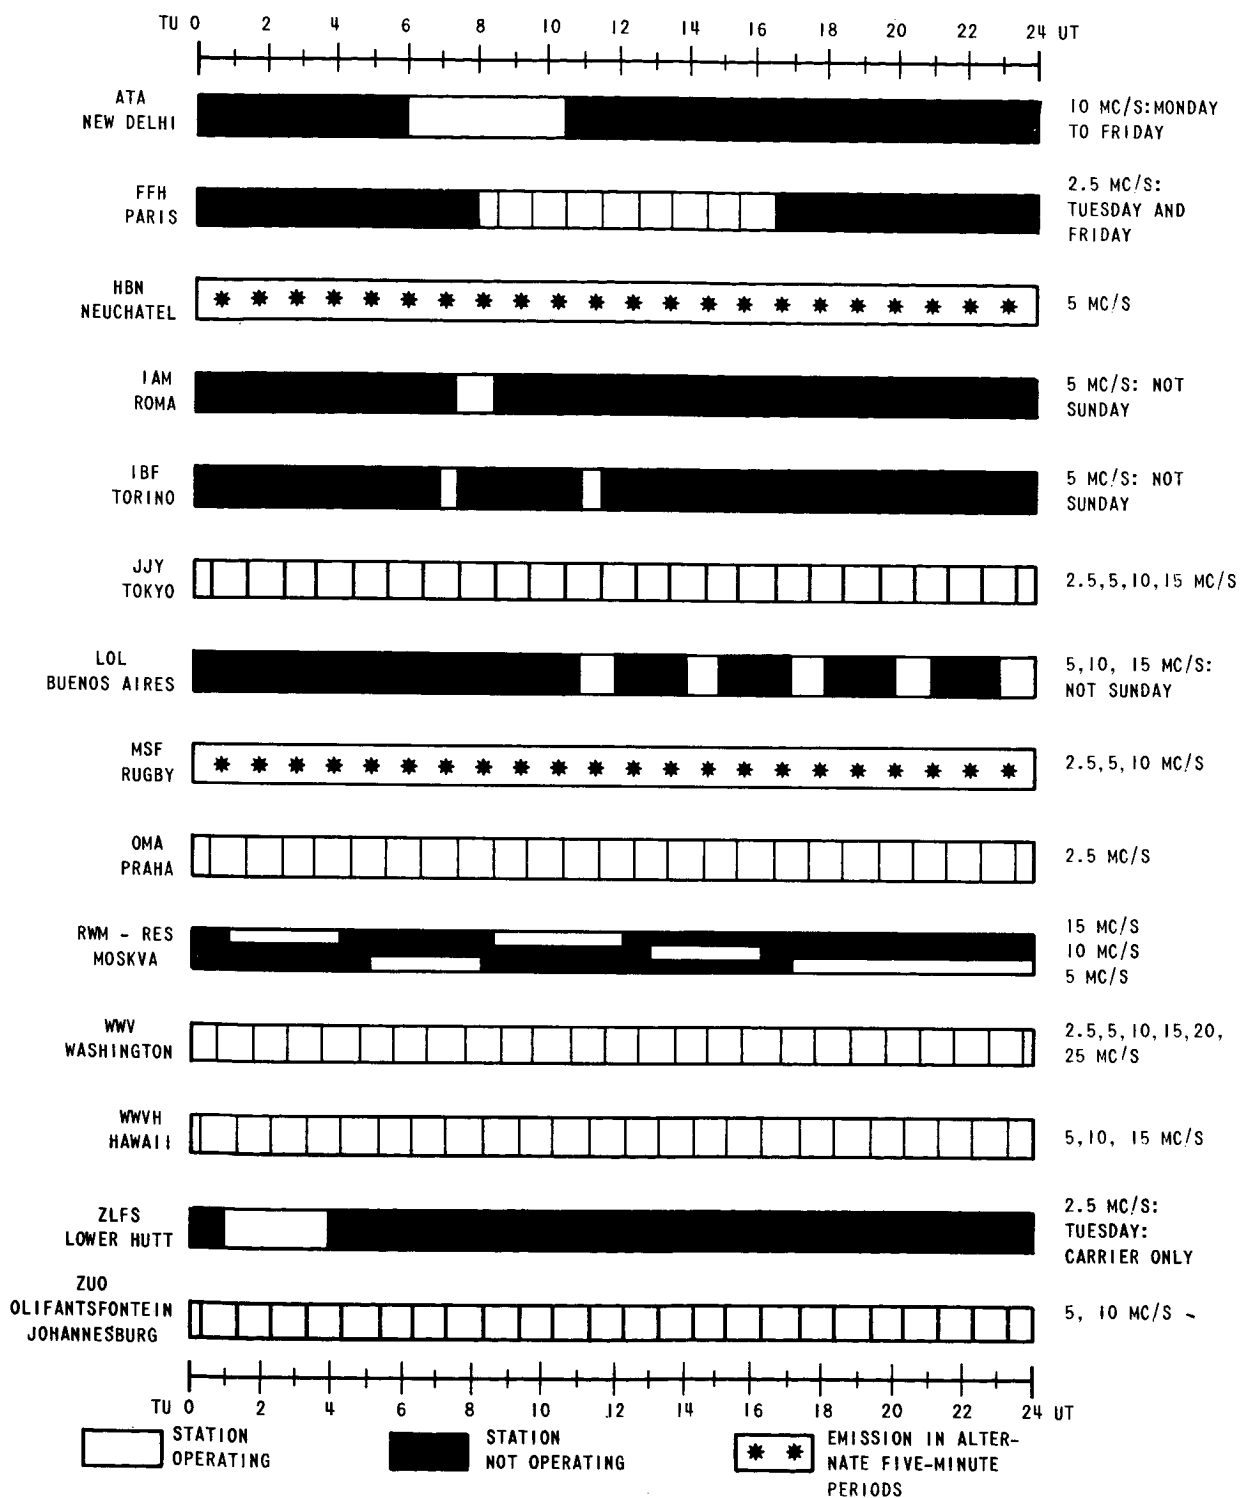 TU 0 2 4 6 8 10 12 14 16 18 20 22 24 UT
ATA
NEW DELHI
10 MC/S:MONDAY
TO FRIDAY
FFH
PARIS
2.5 MC/S:
TUESDAY AND
FRIDAY
HBN
NEUCHATEL
5 MC/S
IAM
ROMA
5 MC/S: NOT
SUNDAY
IBF
TORINO
5 MC/S: NOT
SUNDAY
JJY
TOKYO
2.5,5,10,15 MC/S
LOL
BUENOS AIRES
5,10, 15 MC/S:
NOT SUNDAY
MSF
RUGBY
2.5,5,10 MC/S
OMA
PRAHA
2.5 MC/S
RWM - RES
MOSKVA
15 MC/S
10 MC/S
5 MC/S
WWV
WASHINGTON
2.5,5,10,15,20,
25 MC/S
WWVH
HAWAII
5,10, 15 MC/S
ZLFS
LOWER HUTT
2.5 MC/S:
TUESDAY:
CARRIER ONLY
ZUO
OLIFANTSFONTEIN
JOHANNESBURG
5, 10 MC/S -
TU 0 2 4 6 8 10 12 14 16 18 20 22 24 UT
STATION
OPERATING
STATION
NOT OPERATING
EMISSION IN ALTER-
NATE FIVE-MINUTE
PERIODS